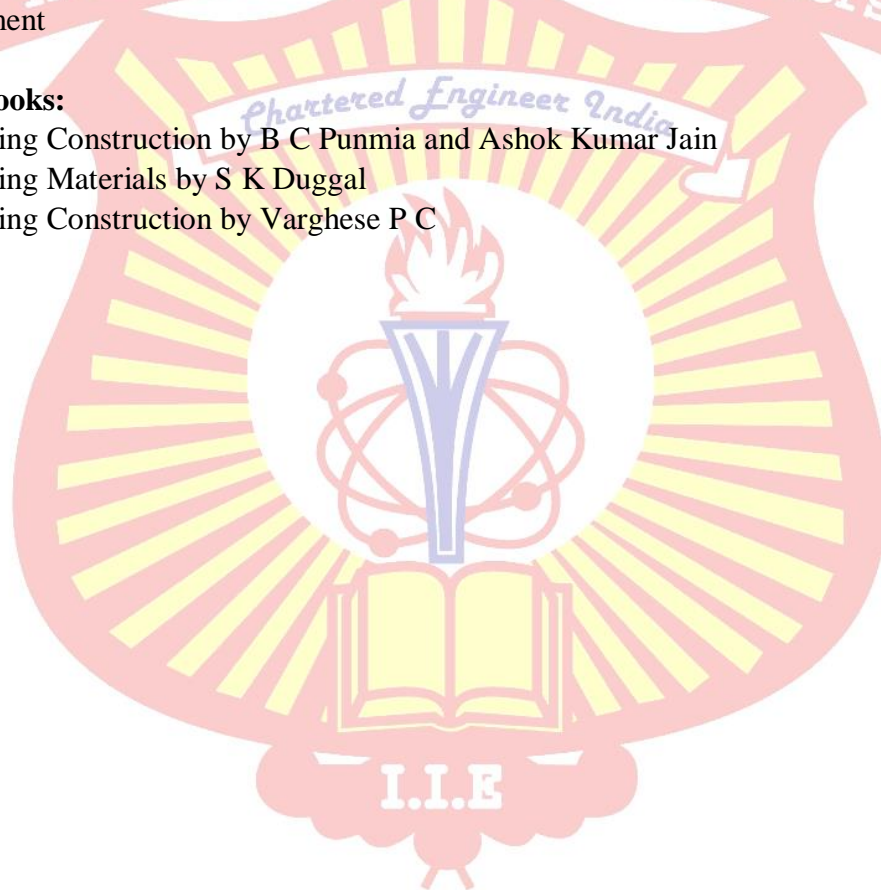 nent
Chartered Engineer India
ooks:
ing Construction by B C Punmia and Ashok Kumar Jain
ing Materials by S K Duggal
ing Construction by Varghese P C
I.I.E